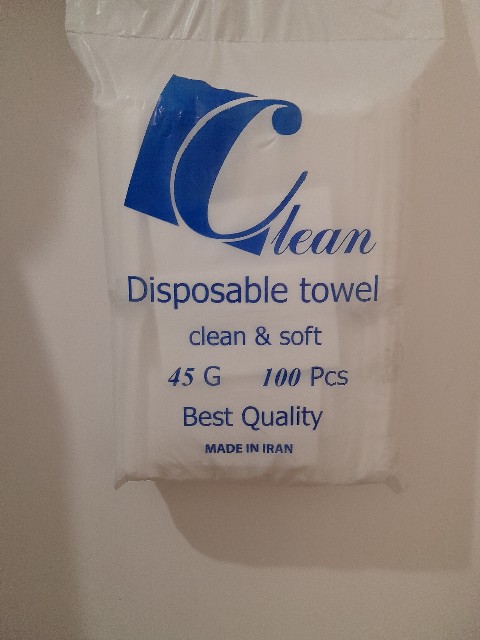 Clean
Disposable towel
clean & soft
45 G 100 Pcs
Best Quality
MADE IN IRAN